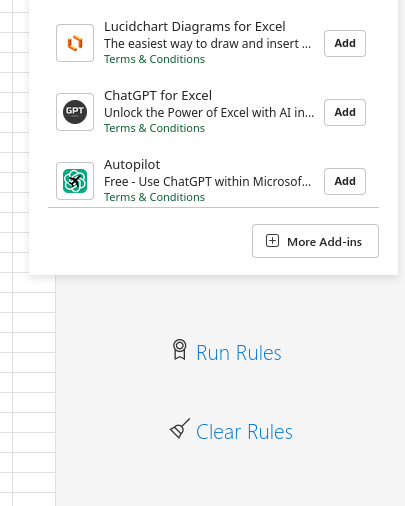 Lucidchart Diagrams for Excel
The easiest way to draw and insert ...
Add
Terms & Conditions
GPT
ChatGPT for Excel
Unlock the Power of Excel with AI in...
Add
Terms & Conditions
Autopilot
Free - Use ChatGPT within Microsof...
Add
Terms & Conditions
More Add-ins
Run Rules
Clear Rules